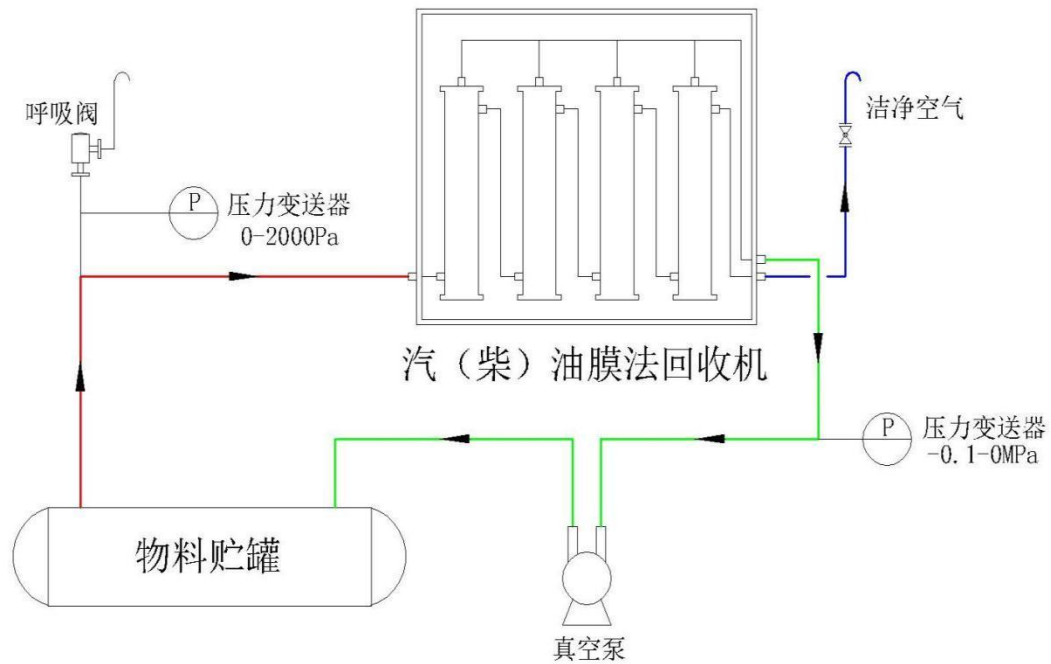 呼吸阀
P
压力变送器
0-2000Pa
洁净空气
汽（柴）油膜法回收机
P
压力变送器
-0.1-0MPa
物料贮罐
真空泵